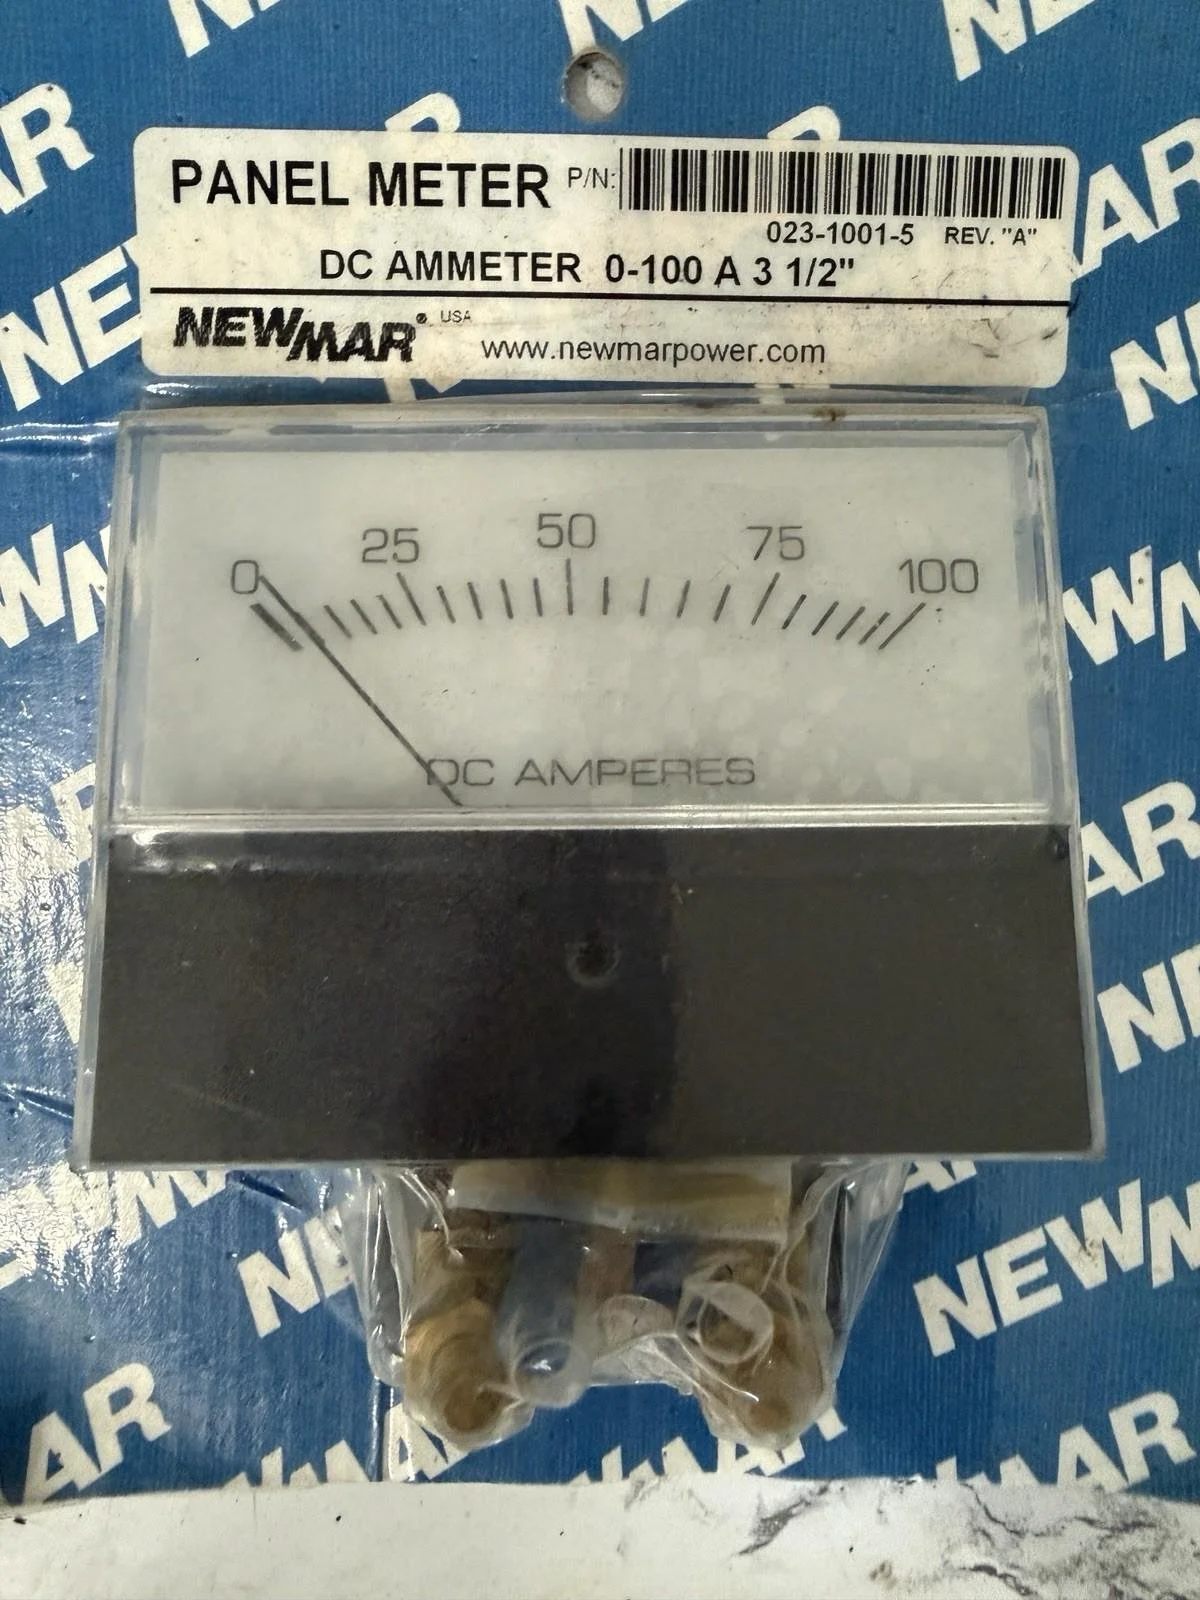 PANEL METER P/N:
023-1001-5 REV. "A"
DC AMMETER 0-100 A 3 1/2"
NEWMAR® USA
www.newmarpower.com
0 25 50 75 100
DC AMPERES
NEWMAR